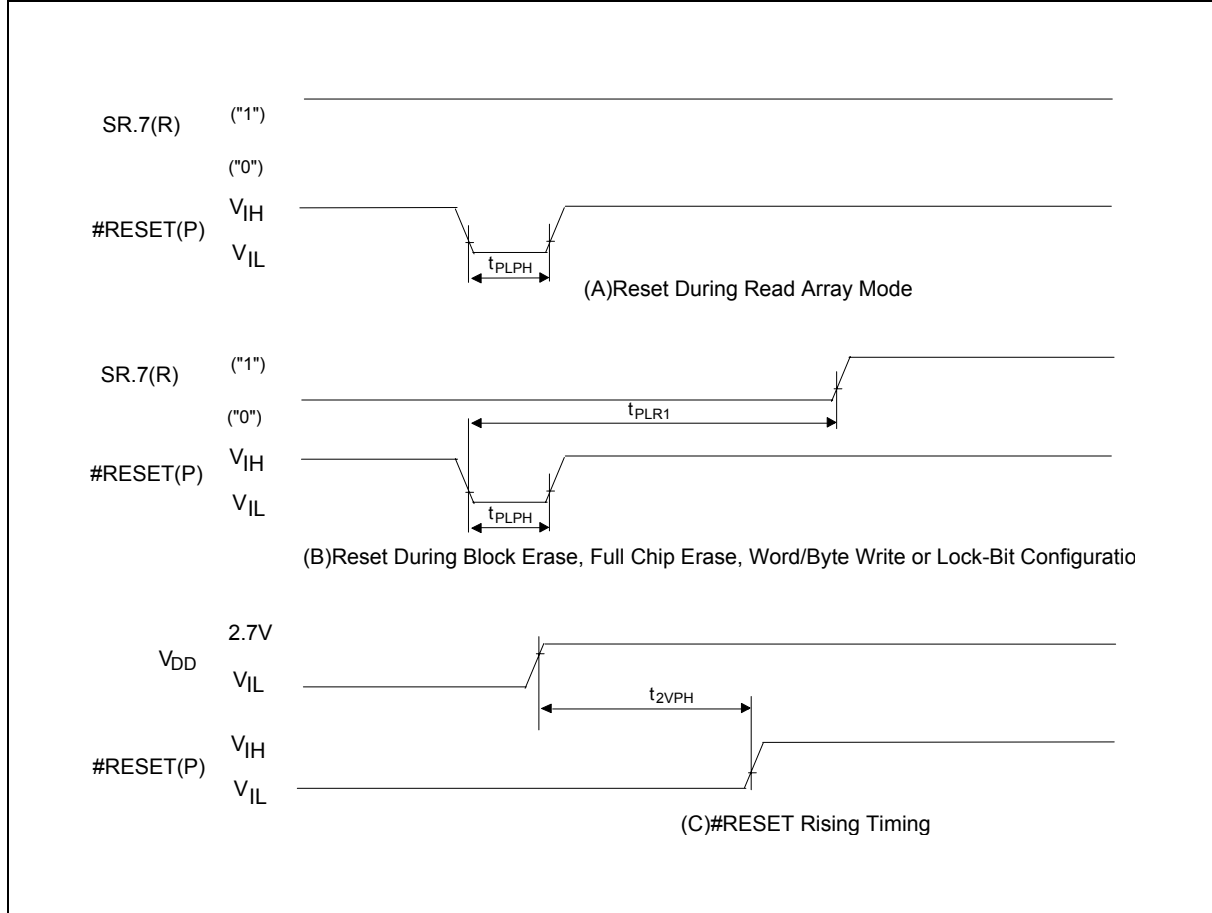 SR.7(R) ("1")
("0")
#RESET(P) VIH
VIL
tPLPH
(A)Reset During Read Array Mode
SR.7(R) ("1")
("0")
tPLR1
#RESET(P) VIH
VIL
tPLPH
(B)Reset During Block Erase, Full Chip Erase, Word/Byte Write or Lock-Bit Configuratio
VDD 2.7V
VIL
t2VPH
#RESET(P) VIH
VIL
(C)#RESET Rising Timing